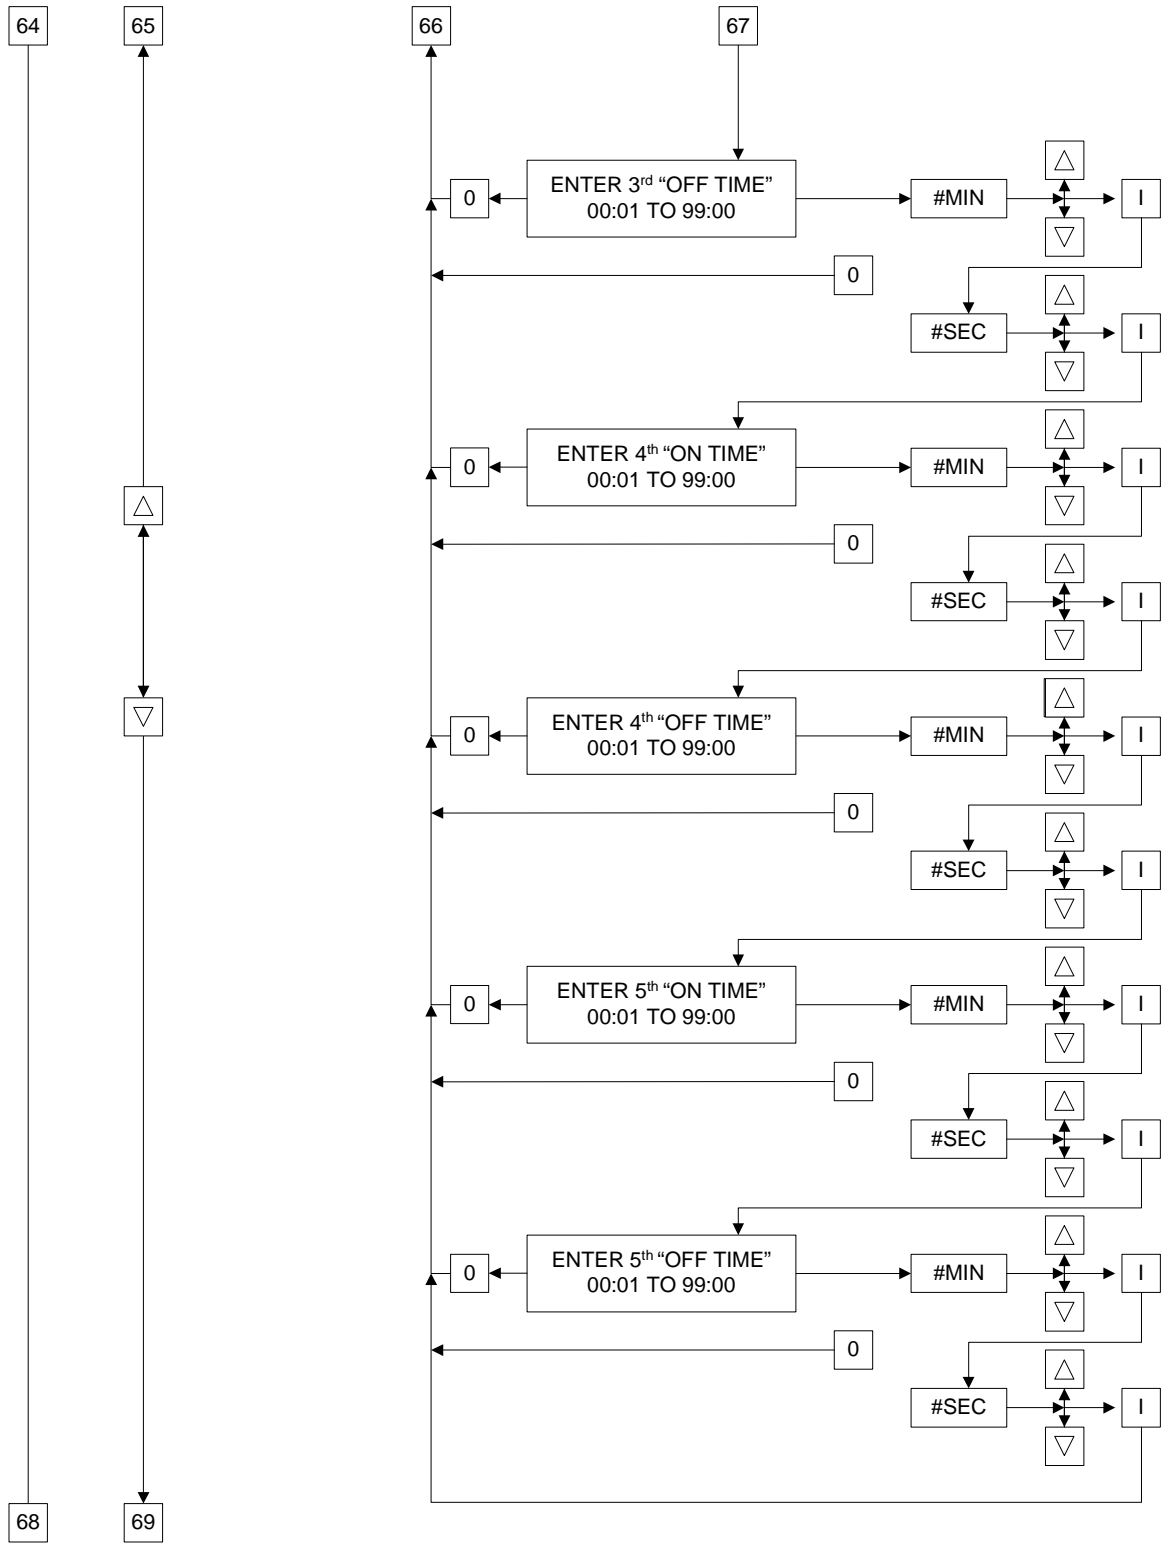 64
65
66
67
0
ENTER 3rd “OFF TIME”
00:01 TO 99:00
#MIN
I
0
#SEC
I
0
ENTER 4th “ON TIME”
00:01 TO 99:00
#MIN
I
0
#SEC
I
0
ENTER 4th “OFF TIME”
00:01 TO 99:00
#MIN
I
0
#SEC
I
0
ENTER 5th “ON TIME”
00:01 TO 99:00
#MIN
I
0
#SEC
I
0
ENTER 5th “OFF TIME”
00:01 TO 99:00
#MIN
I
0
#SEC
I
68
69